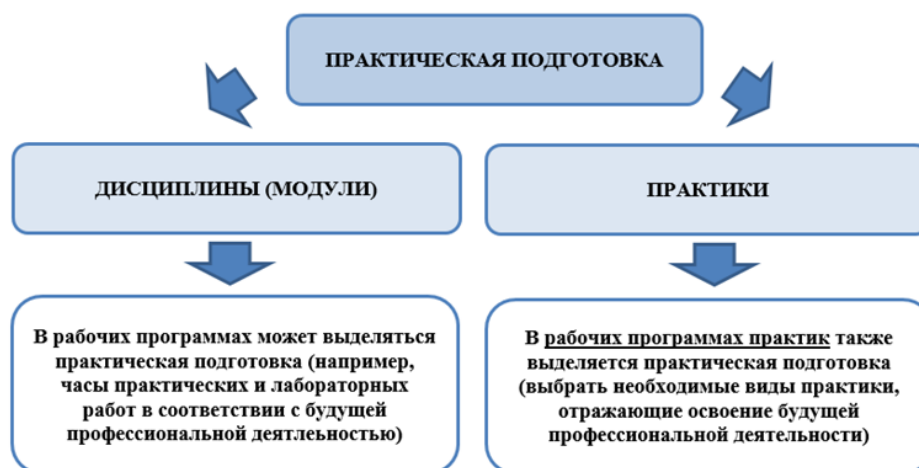 ПРАКТИЧЕСКАЯ ПОДГОТОВКА
ДИСЦИПЛИНЫ (МОДУЛИ)
ПРАКТИКИ
В рабочих программах может выделяться
практическая подготовка (например,
часы практических и лабораторных
работ в соответствии с будущей
профессиональной деятлеьностью)
В рабочих программах практик также
выделяется практическая подготовка
(выбрать необходимые виды практики,
отражающие освоение будущей
профессиональной деятельности)